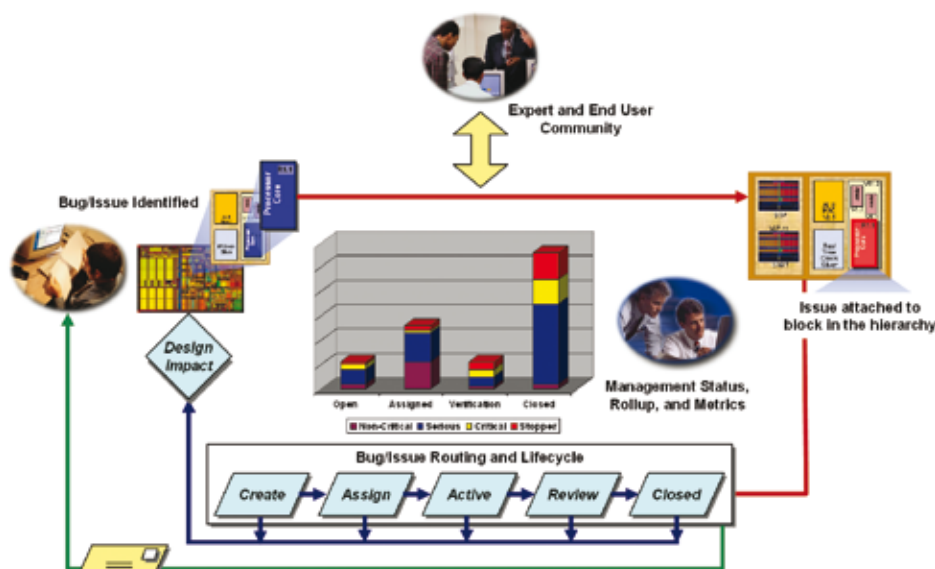 Expert and End User
Community
Bug/Issue Identified
Processor
Core
Issue attached to
block in the hierarchy
Design
Impact
Management Status,
Rollup, and Metrics
Open Assigned Verification Closed
Non-Critical Serious Critical Stopper
Bug/Issue Routing and Lifecycle
Create Assign Active Review Closed